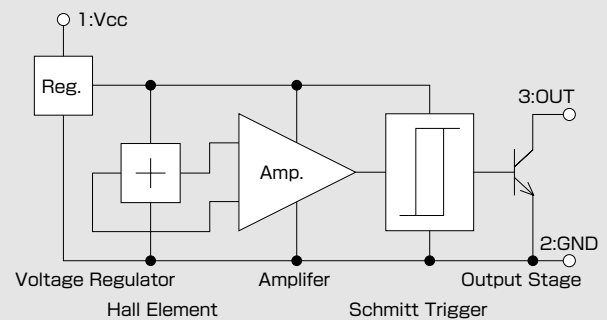 1:Vcc
Reg.
3:OUT
Amp.
2:GND
Voltage Regulator
Amplifer
Output Stage
Hall Element
Schmitt Trigger